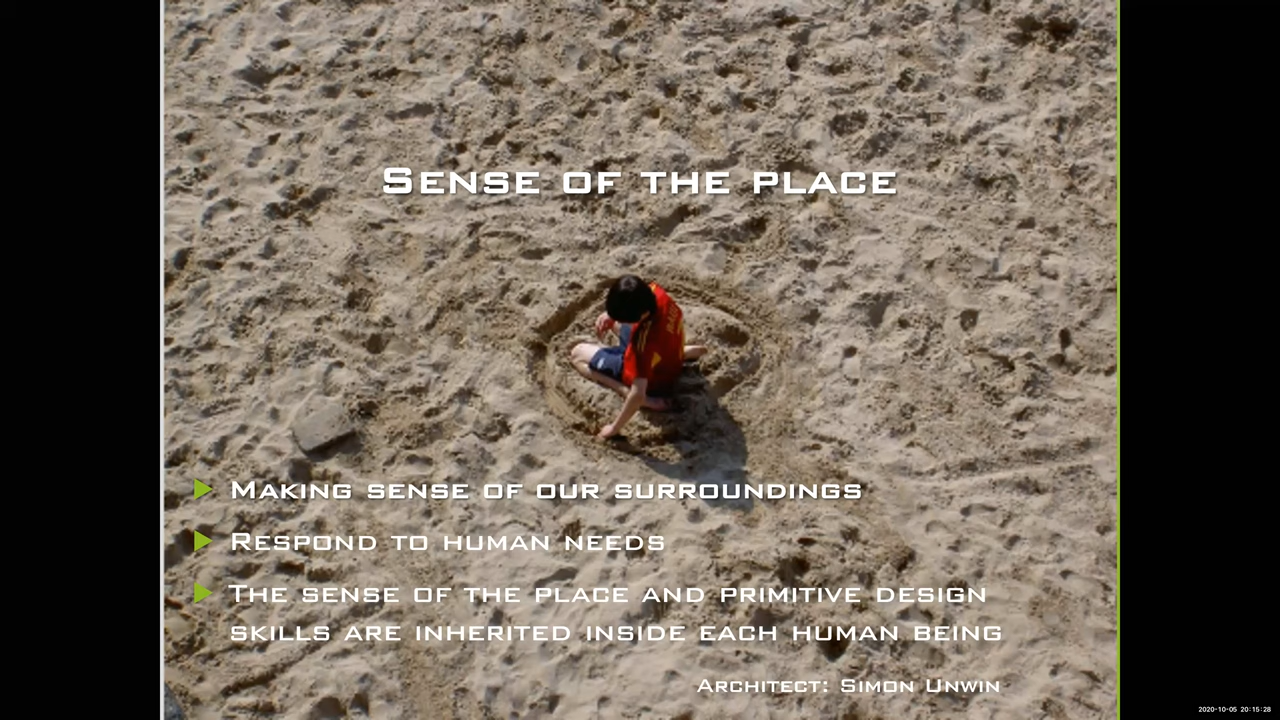 Sense of the place
Making sense of our surroundings
Respond to human needs
The sense of the place and primitive design
skills are inherited inside each human being
Architect: Simon Unwin
2020-10-05 20:15:28